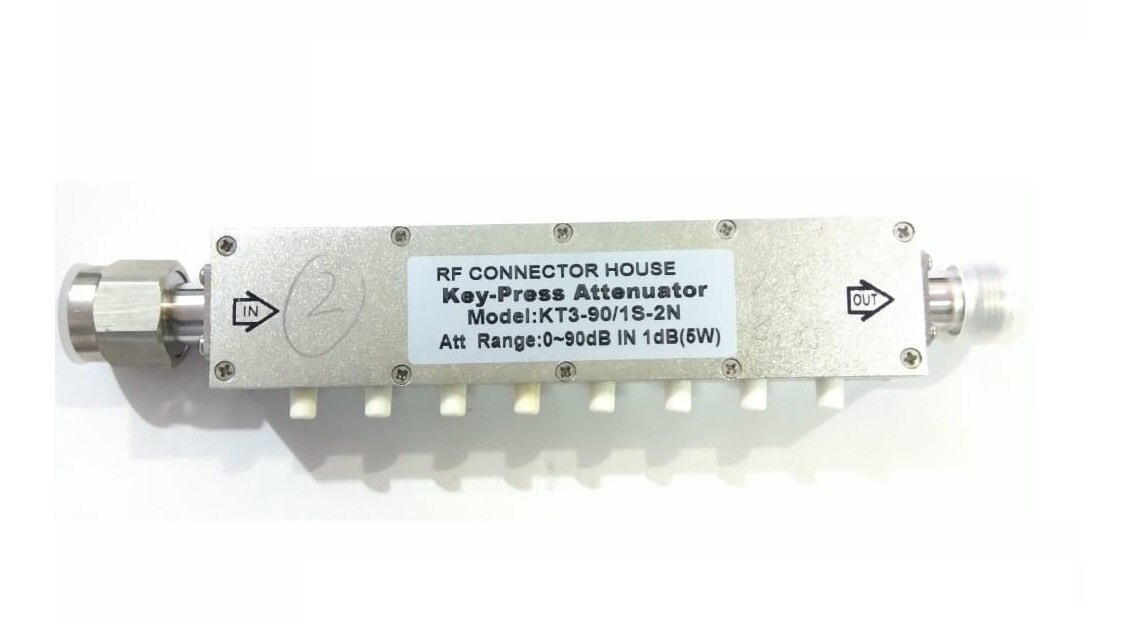 RF CONNECTOR HOUSE
Key-Press Attenuator
Model:KT3-90/1S-2N
Att Range:0~90dB IN 1dB(5W)
IN
2
OUT